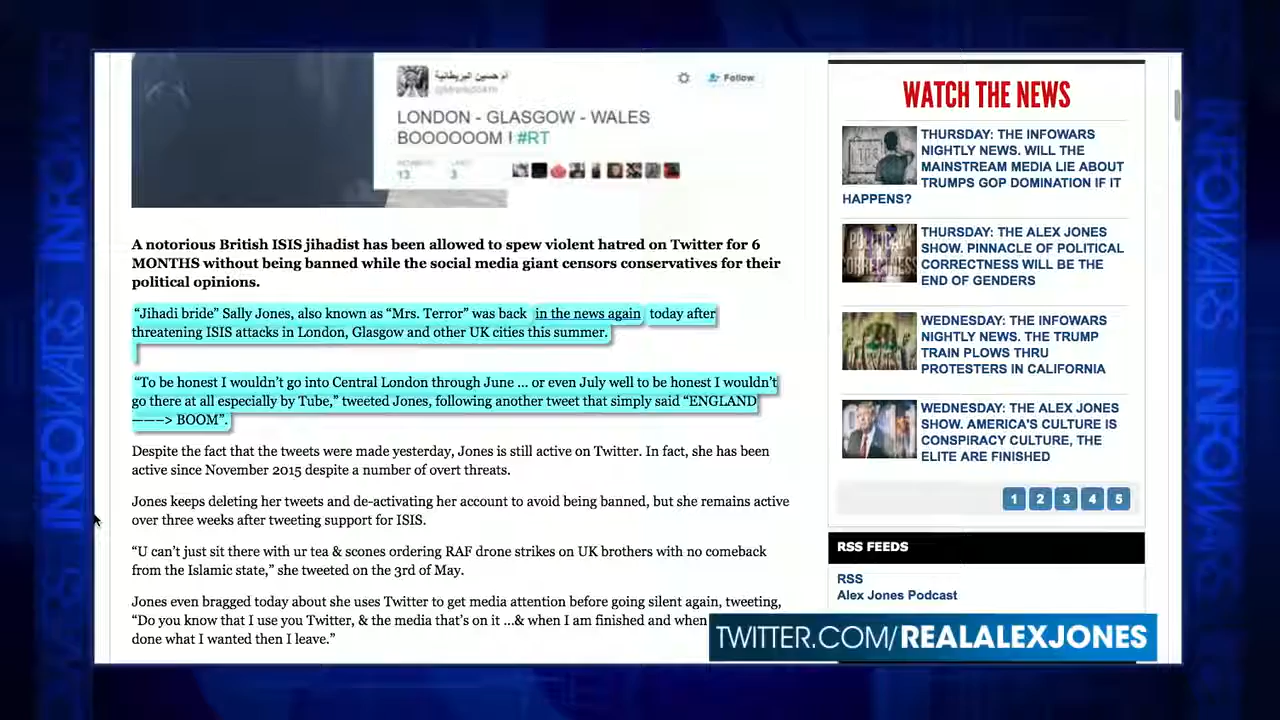 أم حسين البريطانية
Follow
LONDON - GLASGOW - WALES
BOOOOOOM ! #RT
13 3
A notorious British ISIS jihadist has been allowed to spew violent hatred on Twitter for 6
MONTHS without being banned while the social media giant censors conservatives for their
political opinions.
“Jihadi bride” Sally Jones, also known as “Mrs. Terror” was back in the news again today after
threatening ISIS attacks in London, Glasgow and other UK cities this summer.
“To be honest I wouldn’t go into Central London through June … or even July well to be honest I wouldn’t
go there at all especially by Tube,” tweeted Jones, following another tweet that simply said “ENGLAND
———> BOOM”.
Despite the fact that the tweets were made yesterday, Jones is still active on Twitter. In fact, she has been
active since November 2015 despite a number of overt threats.
Jones keeps deleting her tweets and de-activating her account to avoid being banned, but she remains active
over three weeks after tweeting support for ISIS.
“U can’t just sit there with ur tea & scones ordering RAF drone strikes on UK brothers with no comeback
from the Islamic state,” she tweeted on the 3rd of May.
Jones even bragged today about she uses Twitter to get media attention before going silent again, tweeting,
“Do you know that I use you Twitter, & the media that’s on it …& when I am finished and when
done what I wanted then I leave.”
WATCH THE NEWS
THURSDAY: THE INFOWARS
NIGHTLY NEWS. WILL THE
MAINSTREAM MEDIA LIE ABOUT
TRUMPS GOP DOMINATION IF IT
HAPPENS?
THURSDAY: THE ALEX JONES
SHOW. PINNACLE OF POLITICAL
CORRECTNESS WILL BE THE
END OF GENDERS
WEDNESDAY: THE INFOWARS
NIGHTLY NEWS. THE TRUMP
TRAIN PLOWS THRU
PROTESTERS IN CALIFORNIA
WEDNESDAY: THE ALEX JONES
SHOW. AMERICA'S CULTURE IS
CONSPIRACY CULTURE, THE
ELITE ARE FINISHED
1 2 3 4 5
RSS FEEDS
RSS
Alex Jones Podcast
TWITTER.COM/REALALEXJONES
INFOWARS
INFOWARS